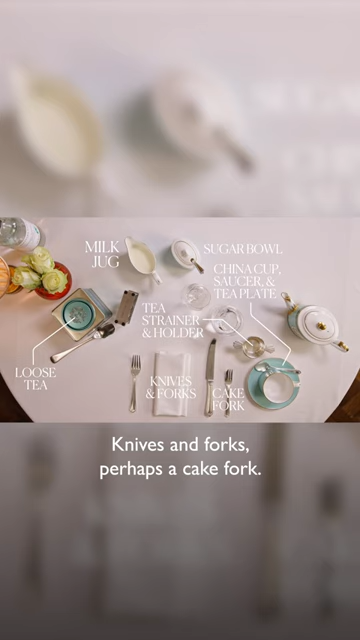 MILK
JUG
SUGAR BOWL
CHINA CUP,
SAUCER, &
TEA PLATE
TEA
STRAINER
& HOLDER
LOOSE
TEA
KNIVES
& FORKS
CAKE
FORK
Knives and forks,
perhaps a cake fork.